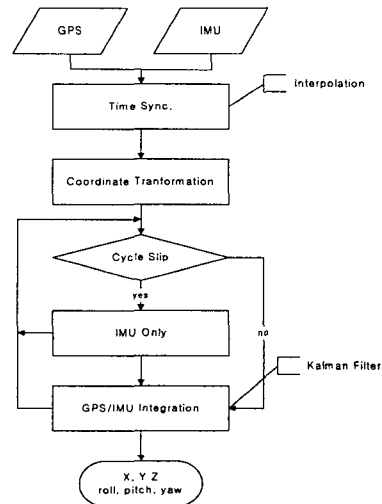 GPS
IMU
Time Sync.
Interpolation
Coordinate Tranformation
Cycle Slip
yes
no
IMU Only
Kalman Filter
GPS/IMU Integration
X, Y Z
roll, pitch, yaw